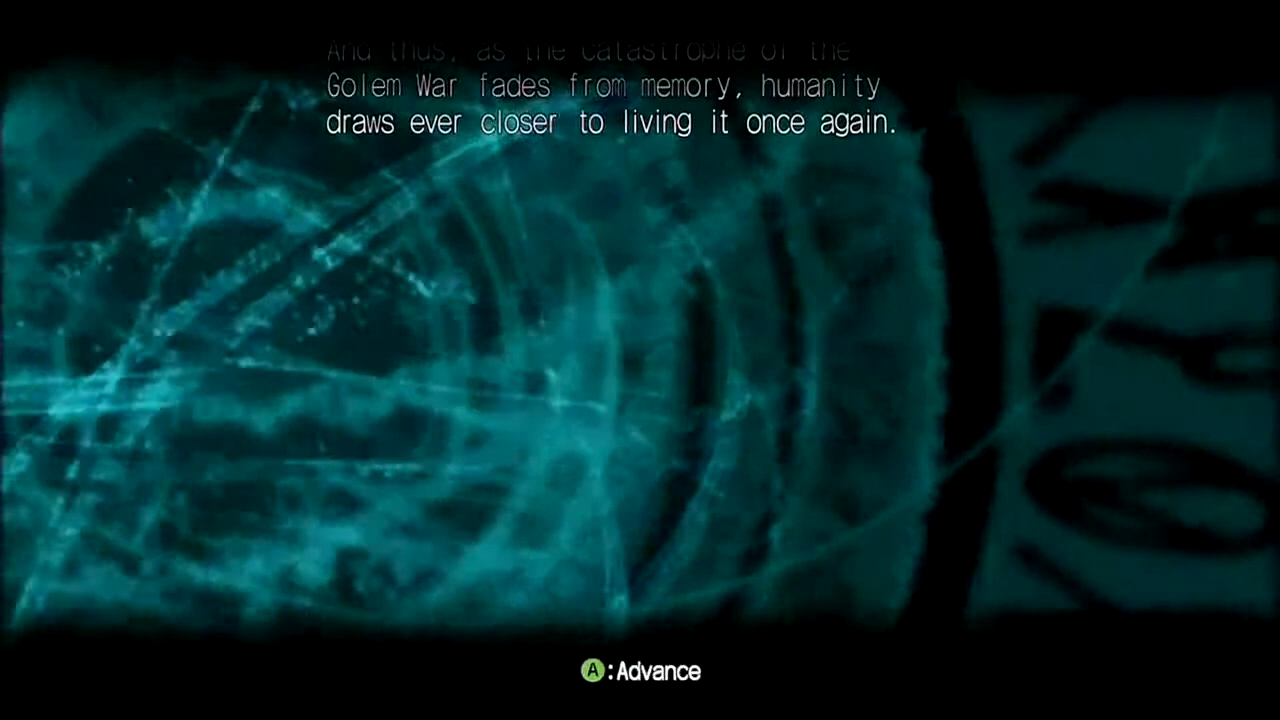 And thus, as the catastrophe of the
Golem War fades from memory, humanity
draws ever closer to living it once again.
A:Advance